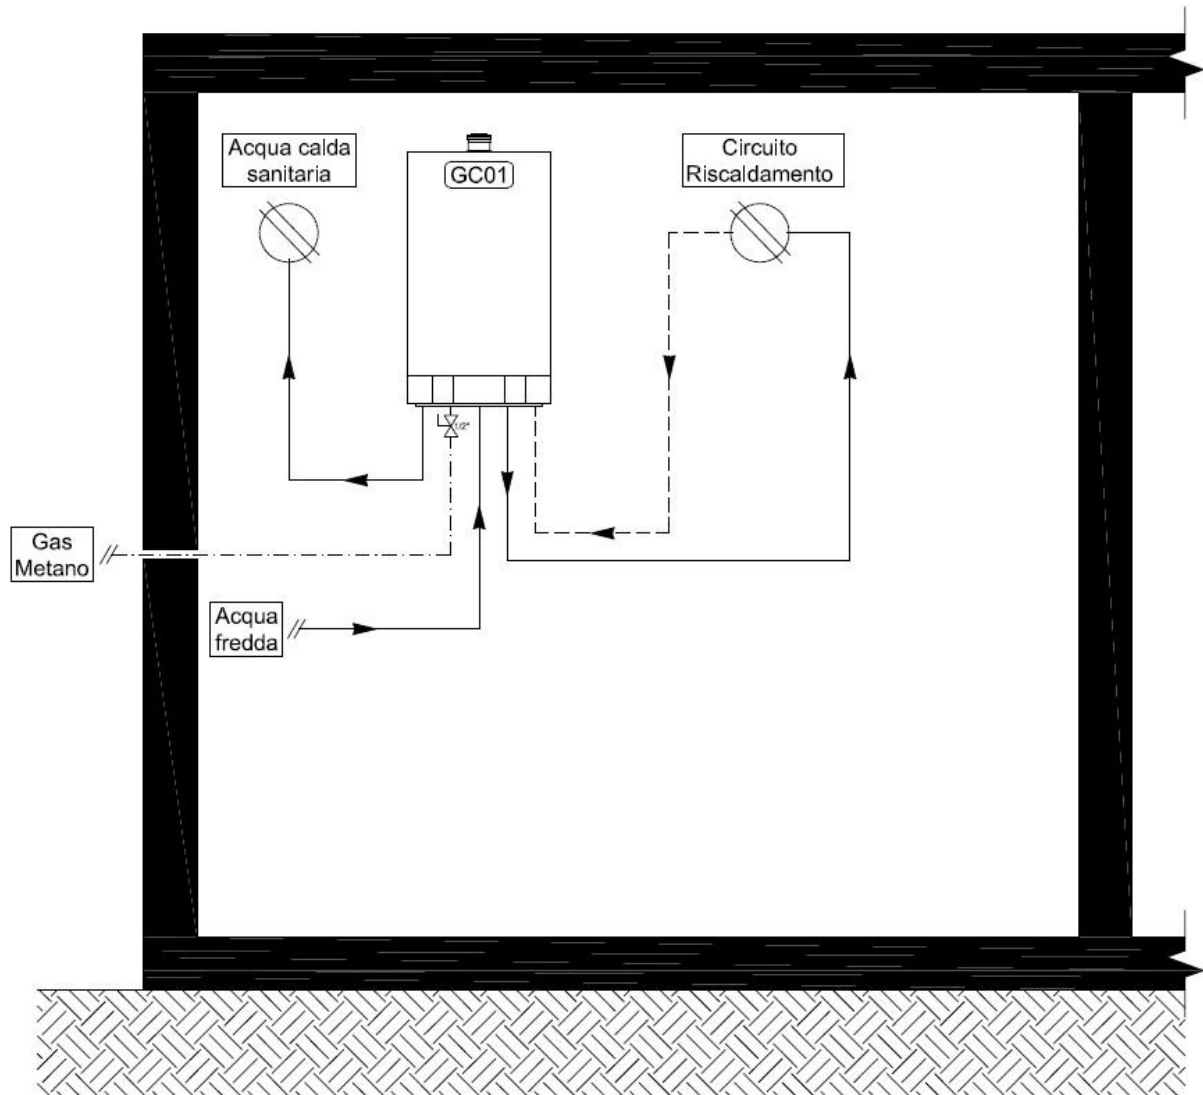 Acqua calda
sanitaria
GC01
Circuito
Riscaldamento
1/2"
Gas
Metano
Acqua
fredda